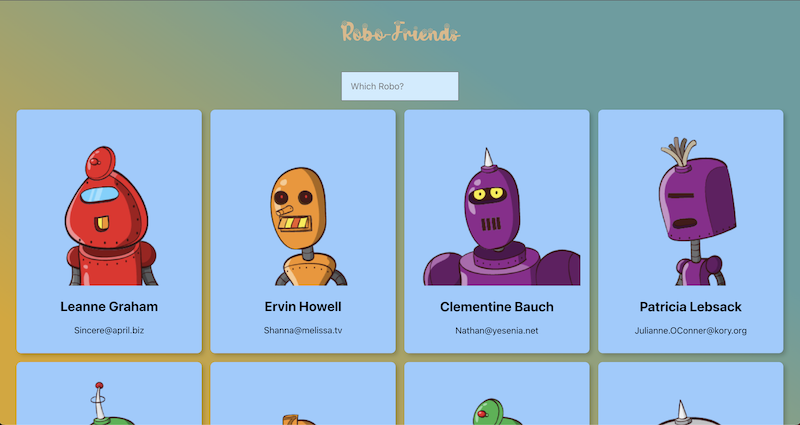 Robo-Friends
Which Robo?
Leanne Graham
Sincere@april.biz
Ervin Howell
Shanna@melissa.tv
Clementine Bauch
Nathan@yesenia.net
Patricia Lebsack
Julianne.OConner@kory.org